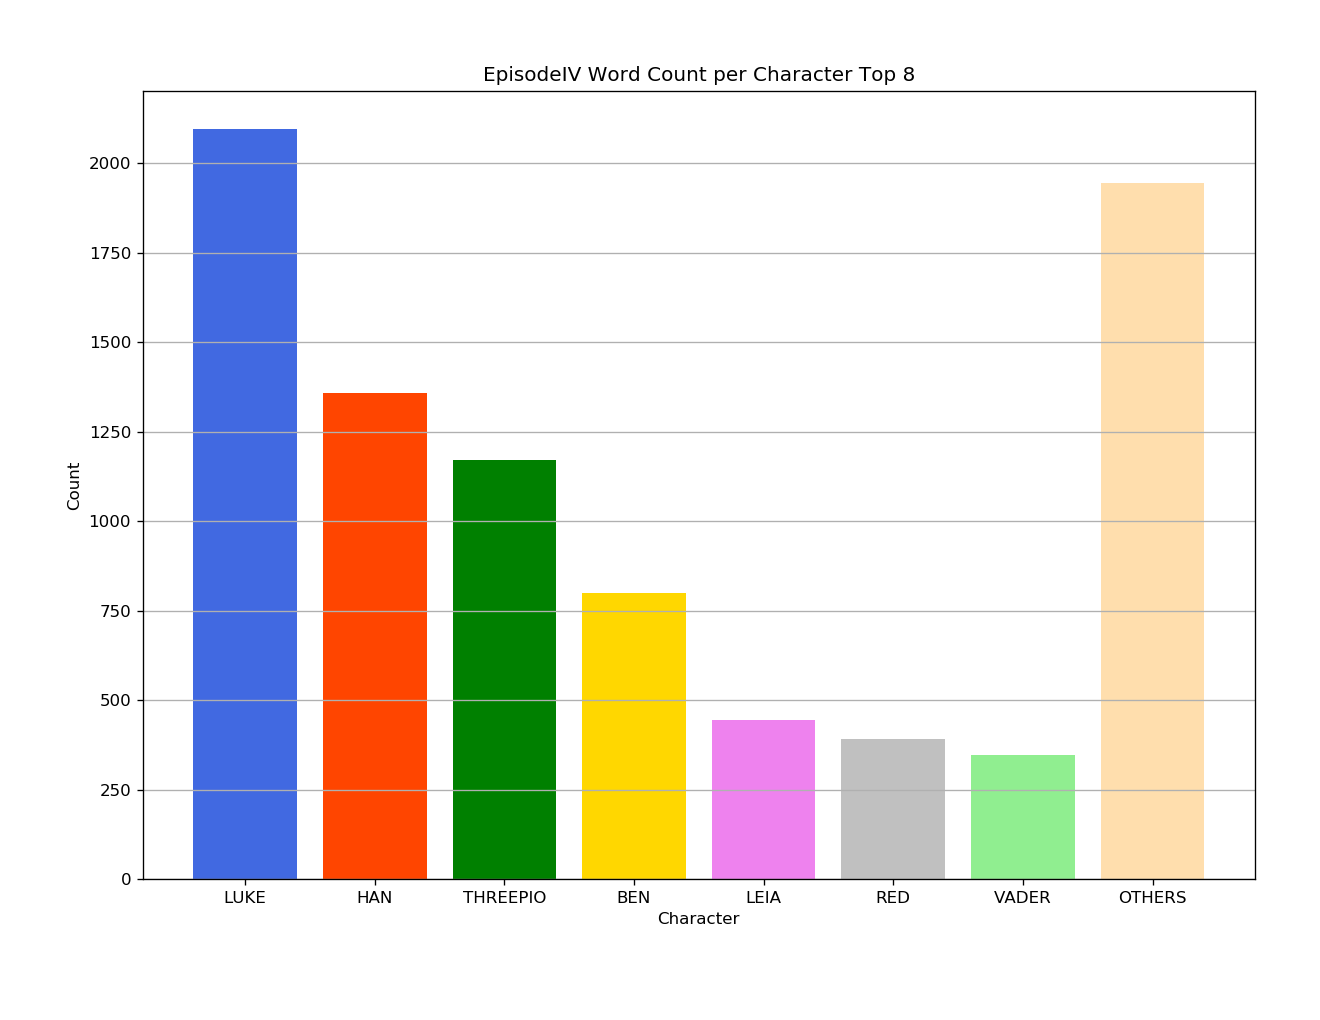 EpisodeIV Word Count per Character Top 8
Count
2000
1750
1500
1250
1000
750
500
250
0
LUKE HAN THREEPIO BEN LEIA RED VADER OTHERS
Character